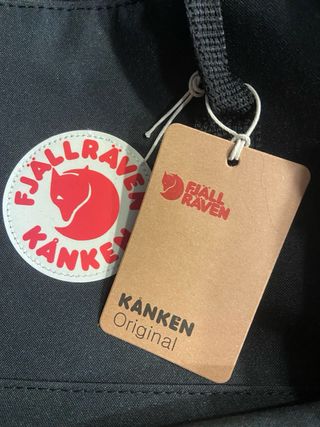 FJÄLLRÄVEN
KÅNKEN
FJÄLL
RÄVEN
KÅNKEN
Original